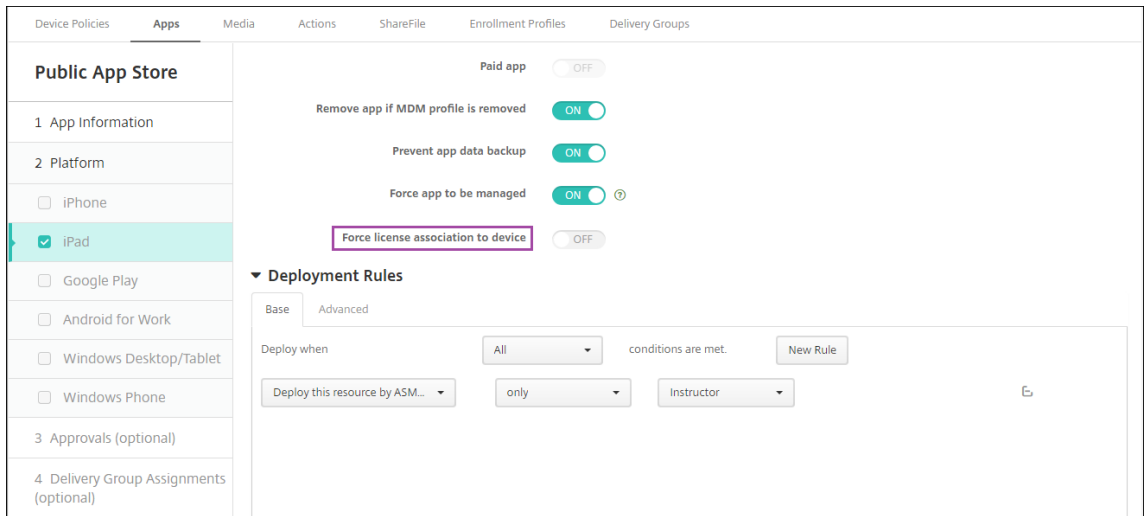 Device Policies Apps Media Actions ShareFile Enrollment Profiles Delivery Groups
Public App Store
1 App Information
2 Platform
iPhone
iPad
Google Play
Android for Work
Windows Desktop/Tablet
Windows Phone
3 Approvals (optional)
4 Delivery Group Assignments
(optional)
Paid app OFF
Remove app if MDM profile is removed ON
Prevent app data backup ON
Force app to be managed ON ?
Force license association to device OFF
Deployment Rules
Base Advanced
Deploy when All conditions are met. New Rule
Deploy this resource by ASM... only Instructor